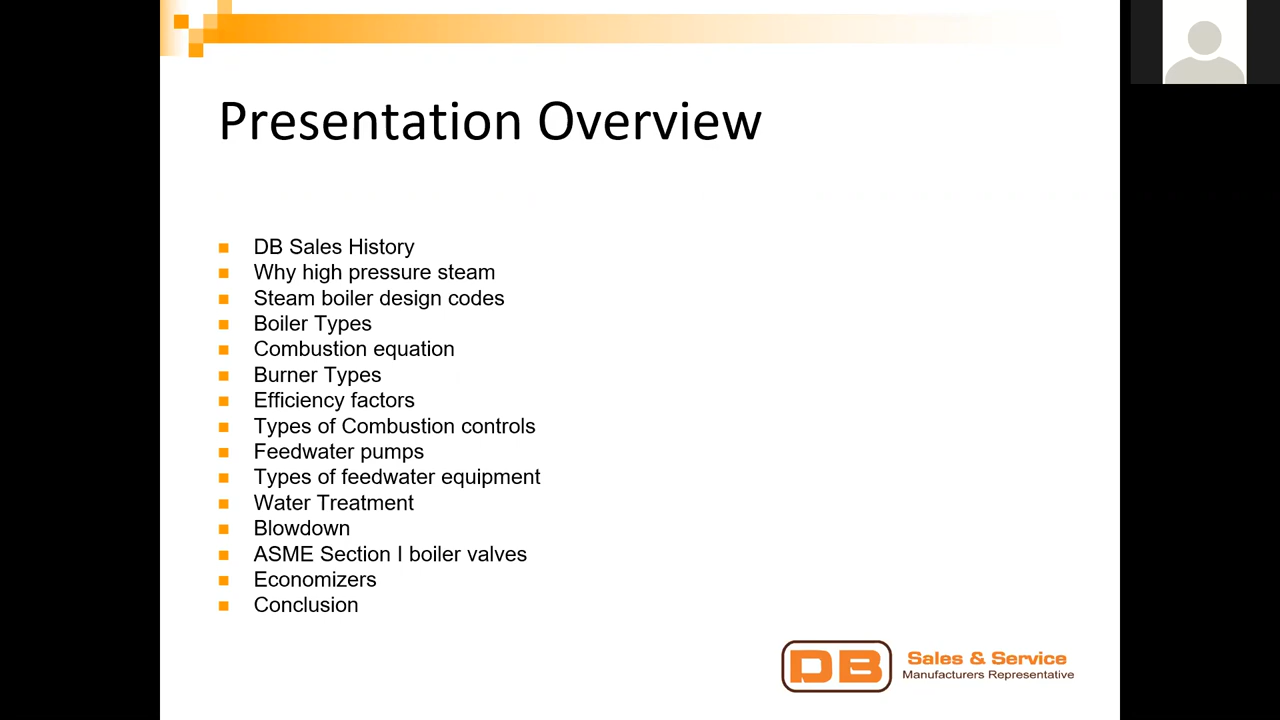 Presentation Overview
DB Sales History
Why high pressure steam
Steam boiler design codes
Boiler Types
Combustion equation
Burner Types
Efficiency factors
Types of Combustion controls
Feedwater pumps
Types of feedwater equipment
Water Treatment
Blowdown
ASME Section I boiler valves
Economizers
Conclusion
DB
Sales & Service
Manufacturers Representative